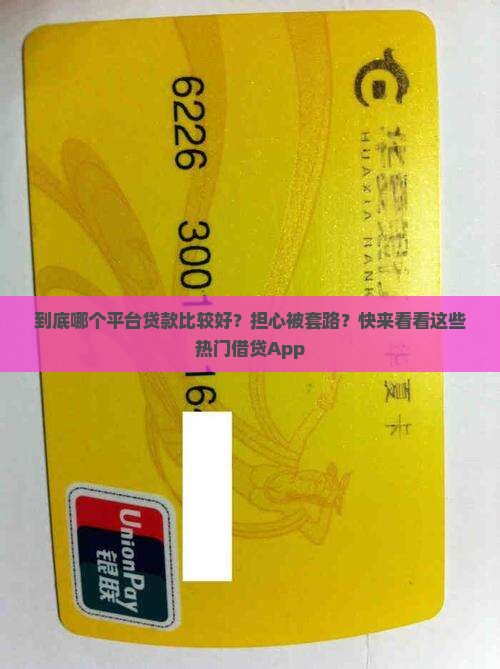 到底哪个平台贷款比较好？担心被套路？快来看看这些
热门借贷App
HUAXIA BANK
华夏卡
6226 3001 16
UnionPay
银联